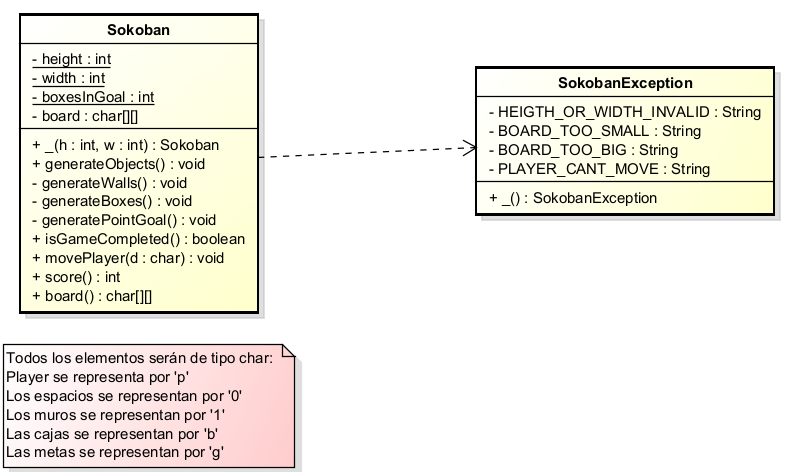 Sokoban
- height : int
- width : int
- boxesInGoal : int
- board : char[][]
+ _(h : int, w : int) : Sokoban
+ generateObjects() : void
- generateWalls() : void
- generateBoxes() : void
- generatePointGoal() : void
+ isGameCompleted() : boolean
+ movePlayer(d : char) : void
+ score() : int
+ board() : char[][]
SokobanException
- HEIGTH_OR_WIDTH_INVALID : String
- BOARD_TOO_SMALL : String
- BOARD_TOO_BIG : String
- PLAYER_CANT_MOVE : String
+ _() : SokobanException
Todos los elementos serán de tipo char:
Player se representa por 'p'
Los espacios se representan por '0'
Los muros se representan por '1'
Las cajas se representan por 'b'
Las metas se representan por 'g'